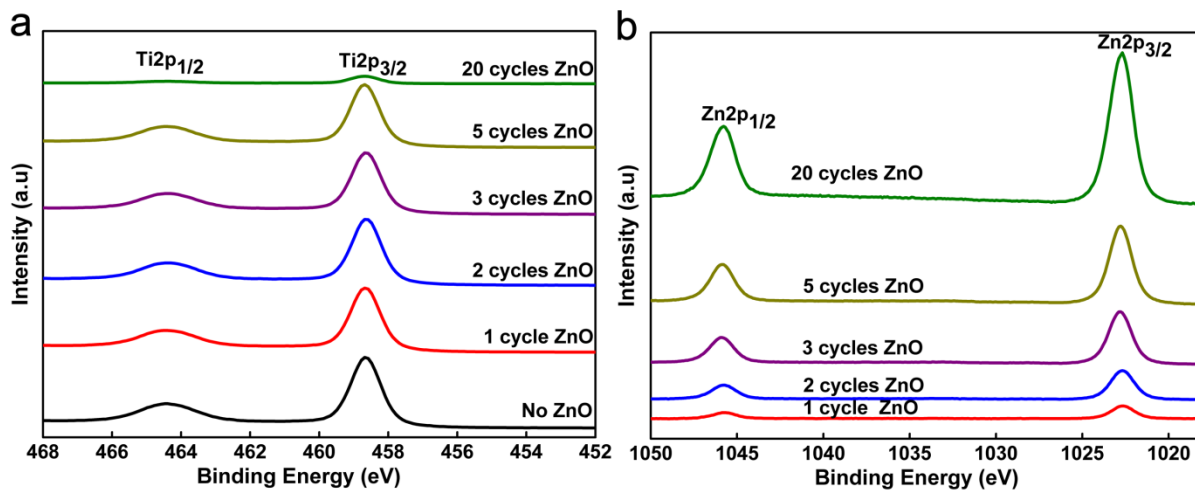 a
Ti2p1/2
Ti2p3/2
20 cycles ZnO
5 cycles ZnO
3 cycles ZnO
2 cycles ZnO
1 cycle ZnO
No ZnO
Intensity (a.u)
468 466 464 462 460 458 456 454 452
Binding Energy (eV)
b
Zn2p3/2
Zn2p1/2
20 cycles ZnO
5 cycles ZnO
3 cycles ZnO
2 cycles ZnO
1 cycle ZnO
Intensity (a.u)
1050 1045 1040 1035 1030 1025 1020
Binding Energy (eV)